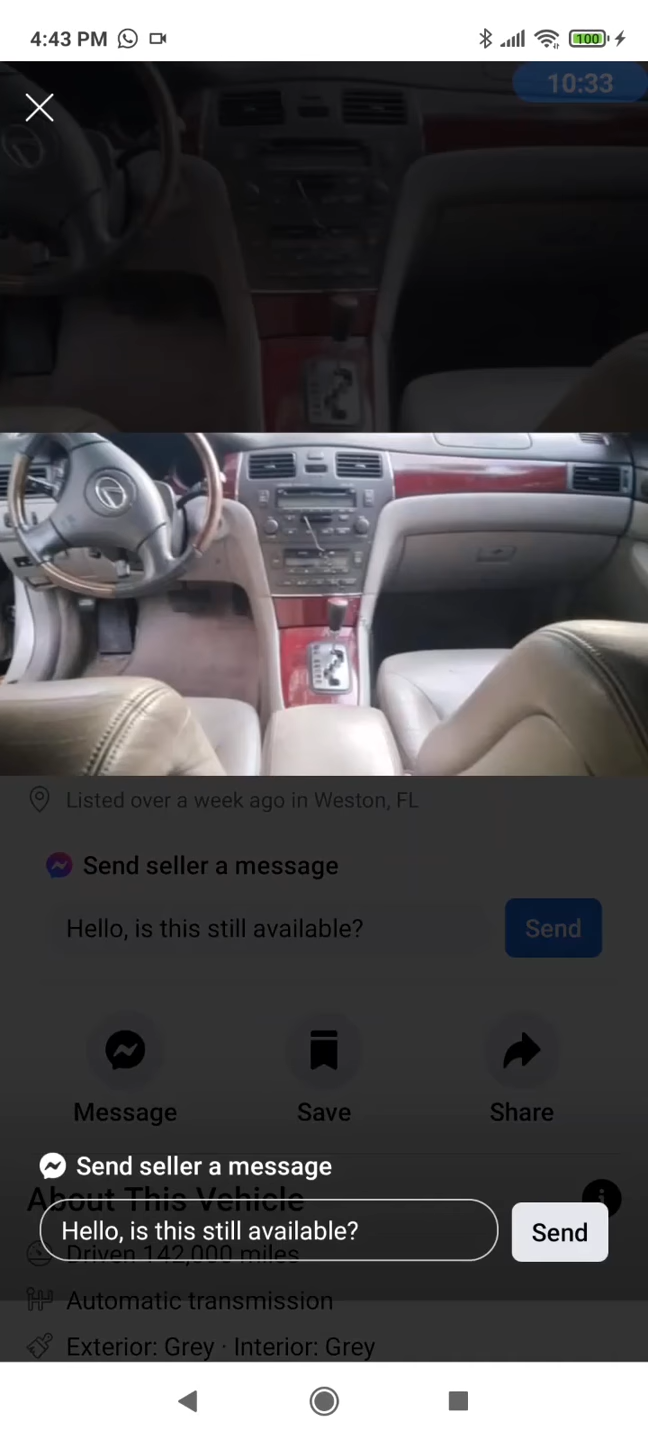 4:43 PM
100
10:33
Listed over a week ago in Weston, FL
Send seller a message
Hello, is this still available?
Send
Message
Save
Share
Send seller a message
About This Vehicle
Hello, is this still available?
Send
Driven 142,000 miles
Automatic transmission
Exterior: Grey · Interior: Grey